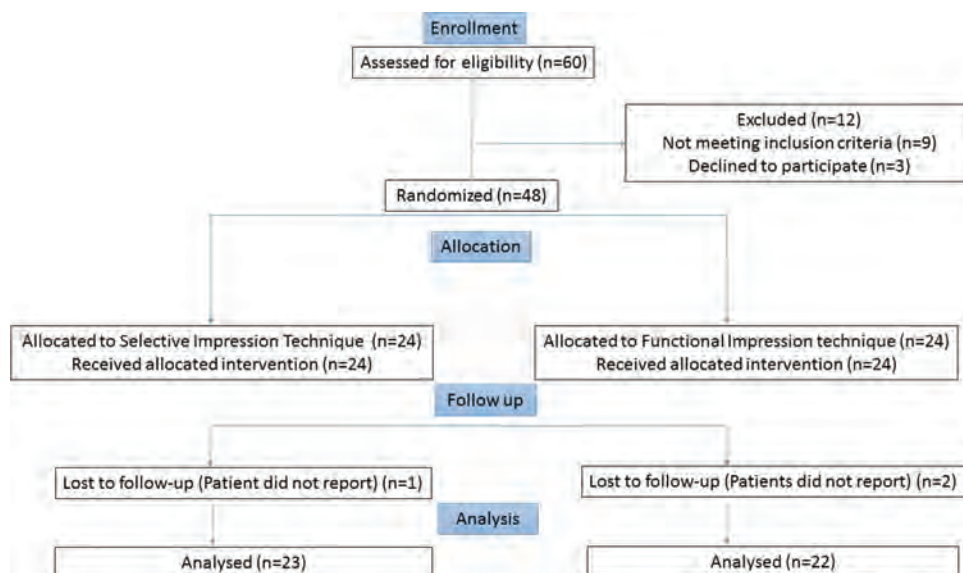 Enrollment
Assessed for eligibility (n=60)
Excluded (n=12)
Not meeting inclusion criteria (n=9)
Declined to participate (n=3)
Randomized (n=48)
Allocation
Allocated to Selective Impression Technique (n=24)
Received allocated intervention (n=24)
Allocated to Functional Impression technique (n=24)
Received allocated intervention (n=24)
Follow up
Lost to follow-up (Patient did not report) (n=1)
Lost to follow-up (Patients did not report) (n=2)
Analysis
Analysed (n=23)
Analysed (n=22)